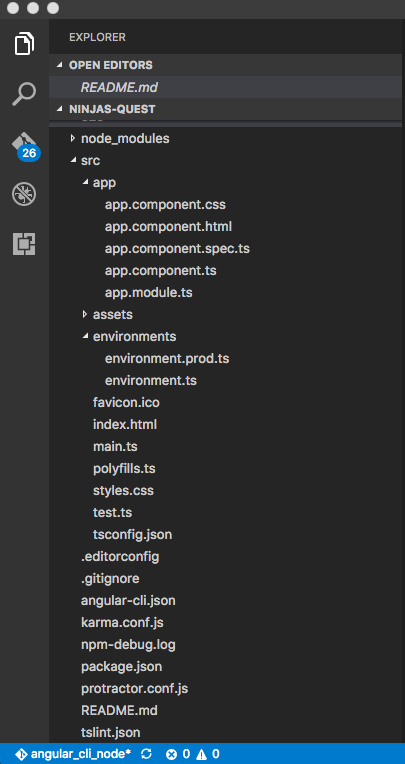 EXPLORER
OPEN EDITORS
README.md
NINJAS-QUEST
node_modules
26
src
app
app.component.css
app.component.html
app.component.spec.ts
app.component.ts
app.module.ts
assets
environments
environment.prod.ts
environment.ts
favicon.ico
index.html
main.ts
polyfills.ts
styles.css
test.ts
tsconfig.json
.editorconfig
.gitignore
angular-cli.json
karma.conf.js
npm-debug.log
package.json
protractor.conf.js
README.md
tslint.json
angular_cli_node* 0 0